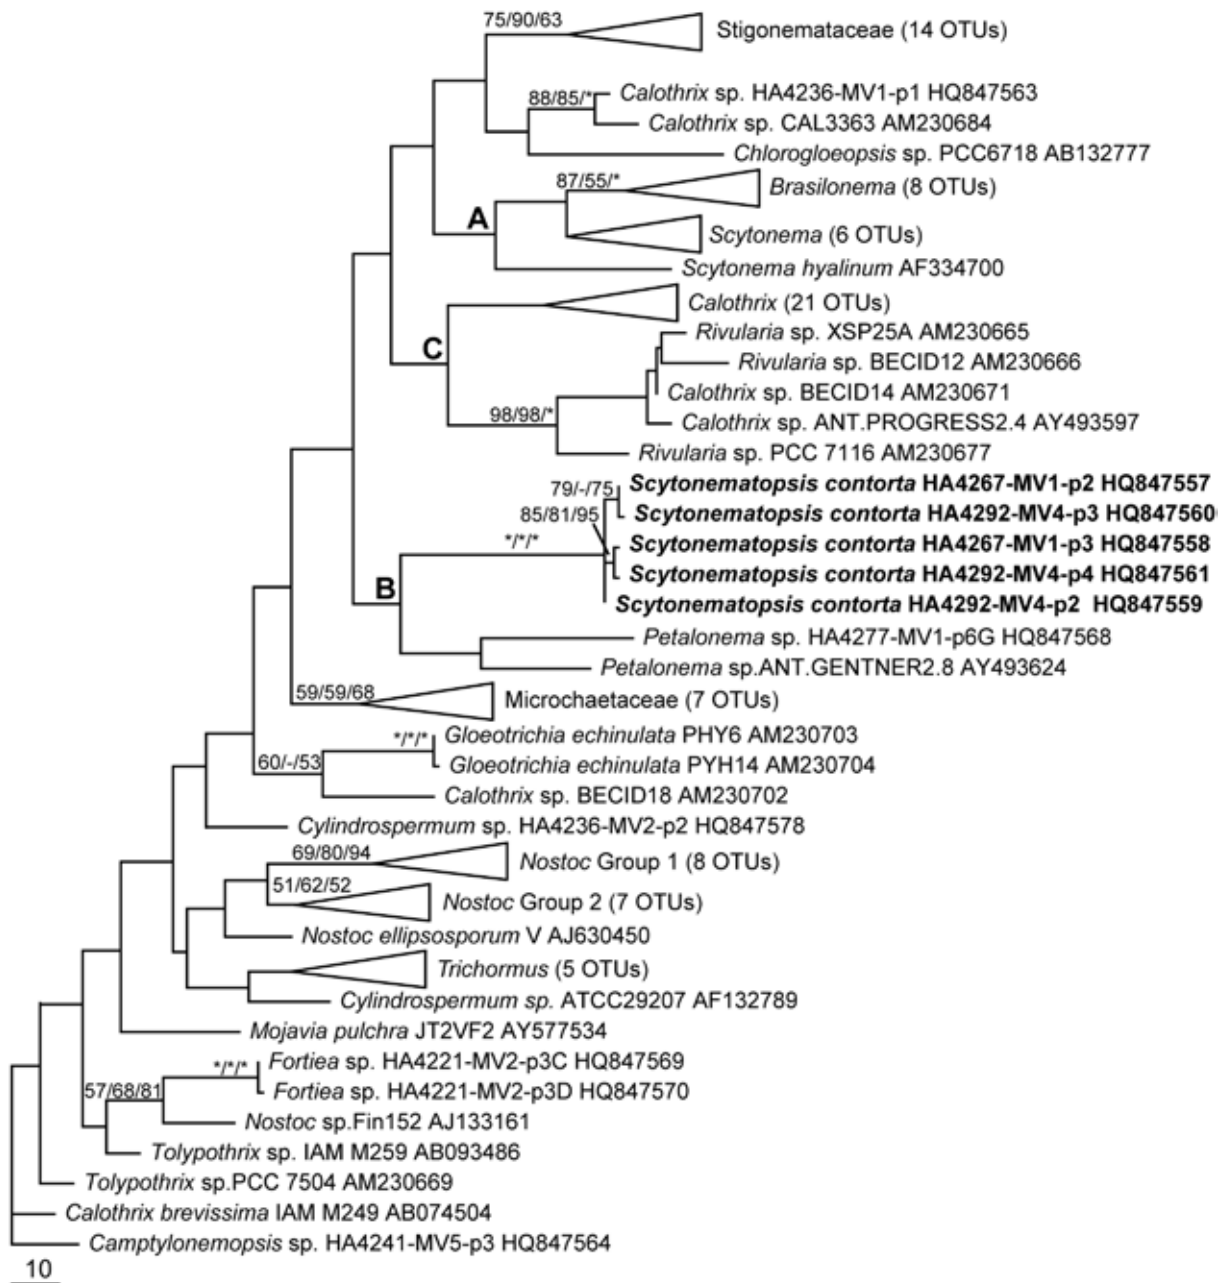 75/90/63
Stigonemataceae (14 OTUs)
88/85/*
Calothrix sp. HA4236-MV1-p1 HQ847563
Calothrix sp. CAL3363 AM230684
Chlorogloeopsis sp. PCC6718 AB132777
87/55/*
Brasilonema (8 OTUs)
A
Scytonema (6 OTUs)
Scytonema hyalinum AF334700
Calothrix (21 OTUs)
Rivularia sp. XSP25A AM230665
C
Rivularia sp. BECID12 AM230666
Calothrix sp. BECID14 AM230671
98/98/*
Calothrix sp. ANT.PROGRESS2.4 AY493597
Rivularia sp. PCC 7116 AM230677
79/-/75
Scytonematopsis contorta HA4267-MV1-p2 HQ847557
85/81/95
Scytonematopsis contorta HA4292-MV4-p3 HQ847560
*/*/*
Scytonematopsis contorta HA4267-MV1-p3 HQ847558
B
Scytonematopsis contorta HA4292-MV4-p4 HQ847561
Scytonematopsis contorta HA4292-MV4-p2 HQ847559
Petalonema sp. HA4277-MV1-p6G HQ847568
Petalonema sp.ANT.GENTNER2.8 AY493624
59/59/68
Microchaetaceae (7 OTUs)
*/*/*
Gloeotrichia echinulata PHY6 AM230703
60/-/53
Gloeotrichia echinulata PYH14 AM230704
Calothrix sp. BECID18 AM230702
Cylindrospermum sp. HA4236-MV2-p2 HQ847578
69/80/94
Nostoc Group 1 (8 OTUs)
51/62/52
Nostoc Group 2 (7 OTUs)
Nostoc ellipsosporum V AJ630450
Trichormus (5 OTUs)
Cylindrospermum sp. ATCC29207 AF132789
Mojavia pulchra JT2VF2 AY577534
*/*/*
Fortiea sp. HA4221-MV2-p3C HQ847569
57/68/81
Fortiea sp. HA4221-MV2-p3D HQ847570
Nostoc sp.Fin152 AJ133161
Tolypothrix sp. IAM M259 AB093486
Tolypothrix sp.PCC 7504 AM230669
Calothrix brevissima IAM M249 AB074504
Camptylonemopsis sp. HA4241-MV5-p3 HQ847564
10